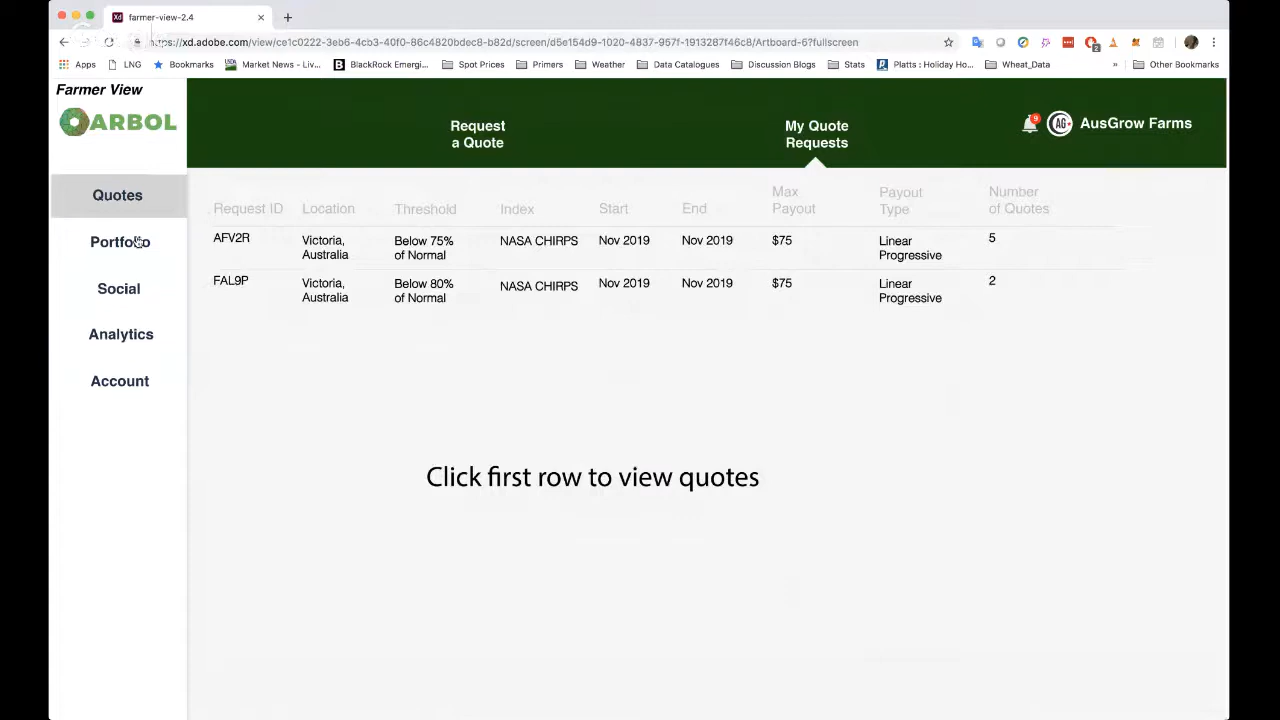 farmer-view-2.4
https://xd.adobe.com/view/ce1c0222-3eb6-4cb3-40f0-86c4820bdec8-b82d/screen/d5e154d9-1020-4837-957f-1913287f46c8/Artboard-6?fullscreen
2
Apps LNG Bookmarks USDA Market News - Liv... B BlackRock Emergi... Spot Prices Primers Weather Data Catalogues Discussion Blogs Stats P Platts : Holiday Ho... Wheat_Data » Other Bookmarks
Farmer View
ARBOL
Request
a Quote
My Quote
Requests
9
AG
AusGrow Farms
Quotes
Portfolio
Social
Analytics
Account
Request ID Location Threshold Index Start End Max
Payout Payout
Type Number
of Quotes
AFV2R Victoria,
Australia Below 75%
of Normal NASA CHIRPS Nov 2019 Nov 2019 $75 Linear
Progressive 5
FAL9P Victoria,
Australia Below 80%
of Normal NASA CHIRPS Nov 2019 Nov 2019 $75 Linear
Progressive 2
Click first row to view quotes